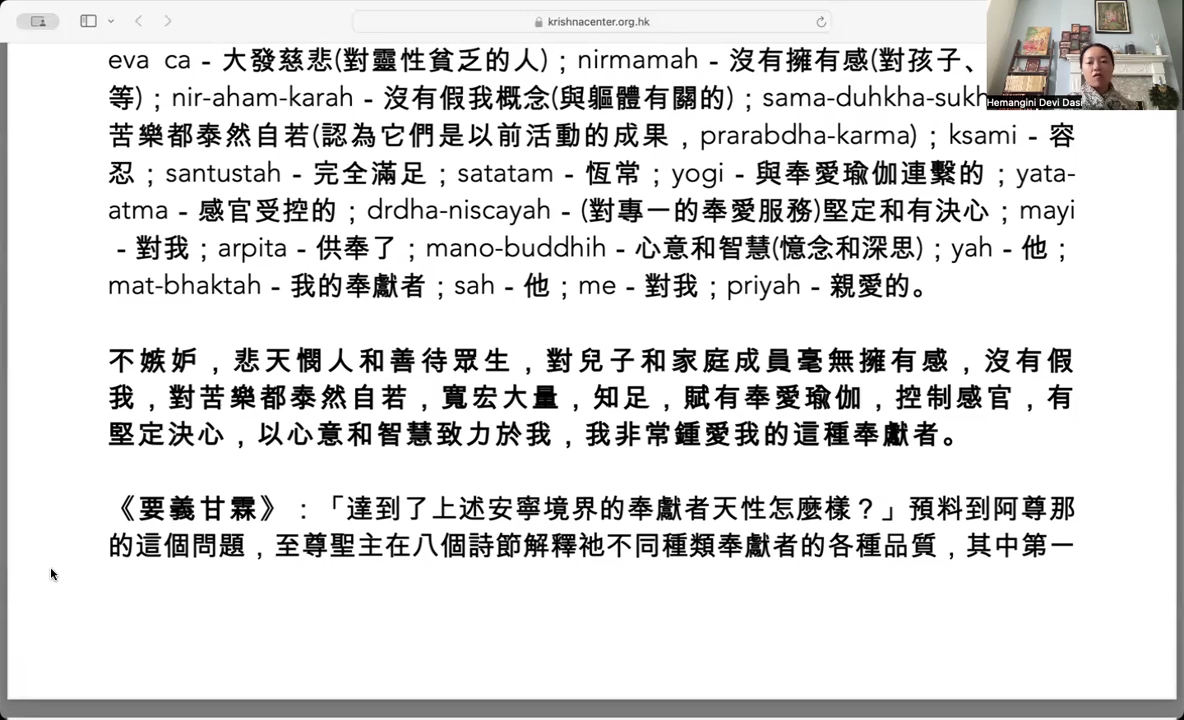 krishnacenter.org.hk
Hemangini Devi Dasi
eva ca - 大發慈悲(對靈性貧乏的人)；nirmamah - 沒有擁有感(對孩子、
等)；nir-aham-karah - 沒有假我概念(與軀體有關的)；sama-duhkha-sukh
苦樂都泰然自若(認為它們是以前活動的成果，prarabdha-karma)；ksami - 容
忍；santustah - 完全滿足；satatam - 恆常；yogi - 與奉愛瑜伽連繫的；yata-
atma - 感官受控的；drdha-niscayah - (對專一的奉愛服務)堅定和有決心；mayi
- 對我；arpita - 供奉了；mano-buddhih - 心意和智慧(憶念和深思)；yah - 他；
mat-bhaktah - 我的奉獻者；sah - 他；me - 對我；priyah - 親愛的。
不嫉妒，悲天憫人和善待眾生，對兒子和家庭成員毫無擁有感，沒有假
我，對苦樂都泰然自若，寬宏大量，知足，賦有奉愛瑜伽，控制感官，有
堅定決心，以心意和智慧致力於我，我非常鍾愛我的這種奉獻者。
《要義甘霖》：「達到了上述安寧境界的奉獻者天性怎麼樣？」預料到阿尊那
的這個問題，至尊聖主在八個詩節解釋祂不同種類奉獻者的各種品質，其中第一